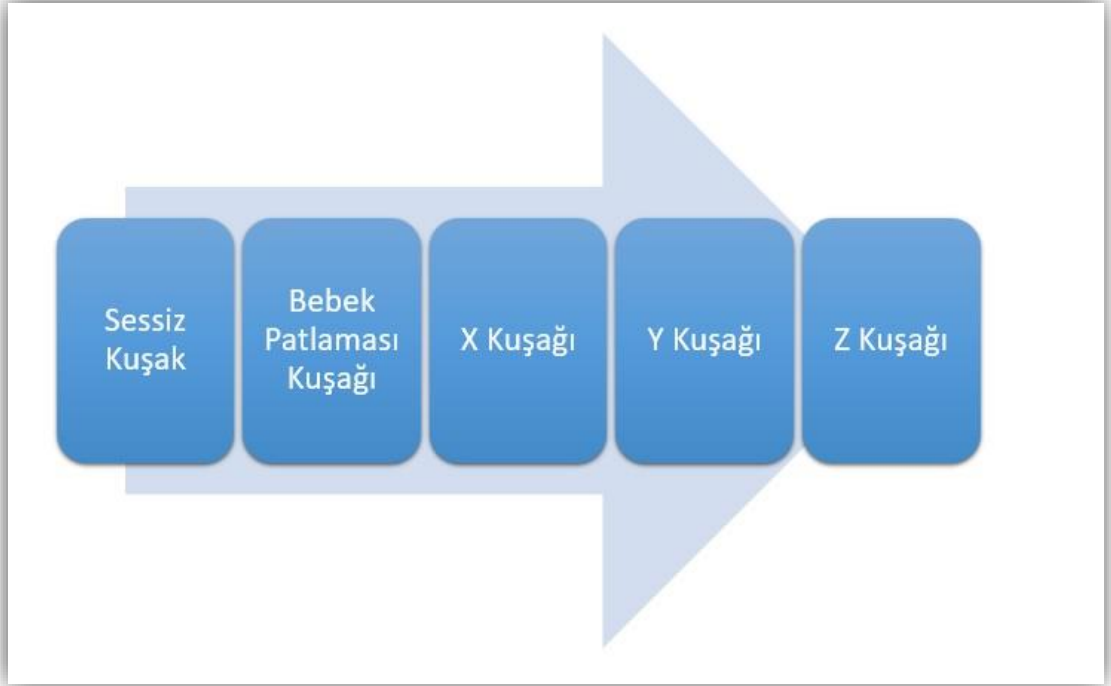 Sessiz
Kuşak
Bebek
Patlaması
Kuşağı
X Kuşağı
Y Kuşağı
Z Kuşağı